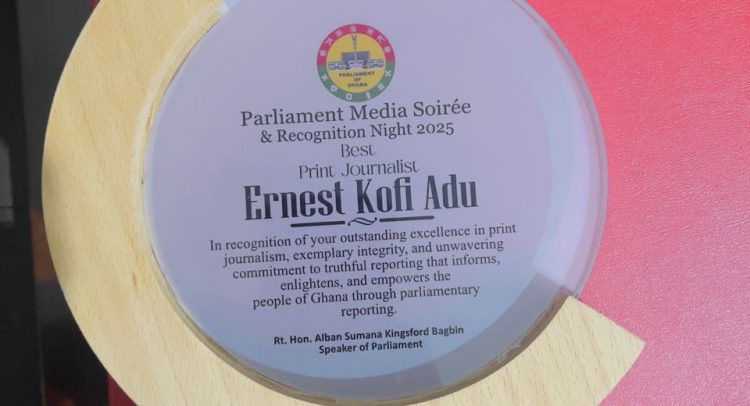 PARLIAMENT
OF
GHANA
Parliament Media Soirée
& Recognition Night 2025
Best
Print Journalist
Ernest Kofi Adu
In recognition of your outstanding excellence in print
journalism, exemplary integrity, and unwavering
commitment to truthful reporting that informs,
enlightens, and empowers the
people of Ghana through parliamentary
reporting.
Rt. Hon. Alban Sumana Kingsford Bagbin
Speaker of Parliament